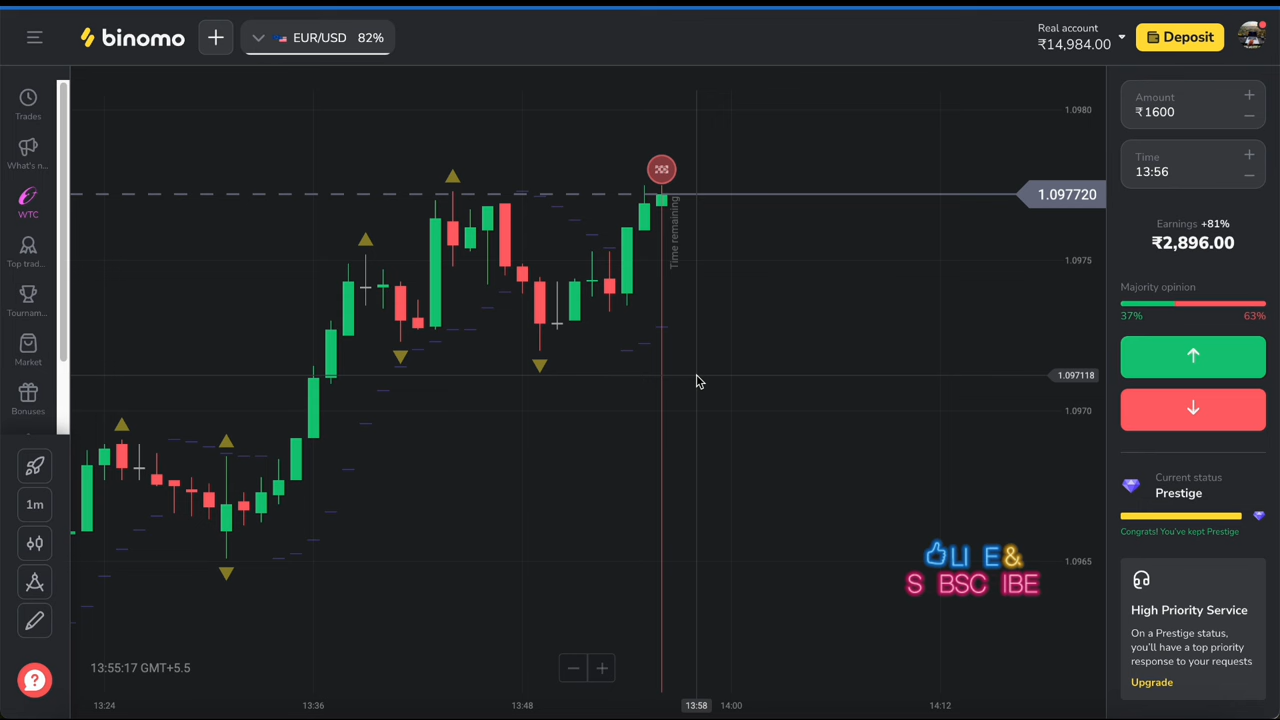 binomo
EUR/USD 82%
Real account
₹14,984.00
Deposit
Trades
What's n...
WTC
Top trad...
Tournam...
Market
Bonuses
1m
Amount
₹1600
Time
13:56
Earnings +81%
₹2,896.00
Majority opinion
37% 63%
Current status
Prestige
Congrats! You've kept Prestige
High Priority Service
On a Prestige status,
you'll have a top priority
response to your requests
Upgrade
1.0980
1.097720
1.0975
1.097118
1.0970
1.0965
Time remaining
LI E&
S BSC IBE
13:55:17 GMT+5.5
13:24 13:36 13:48 13:58 14:00 14:12